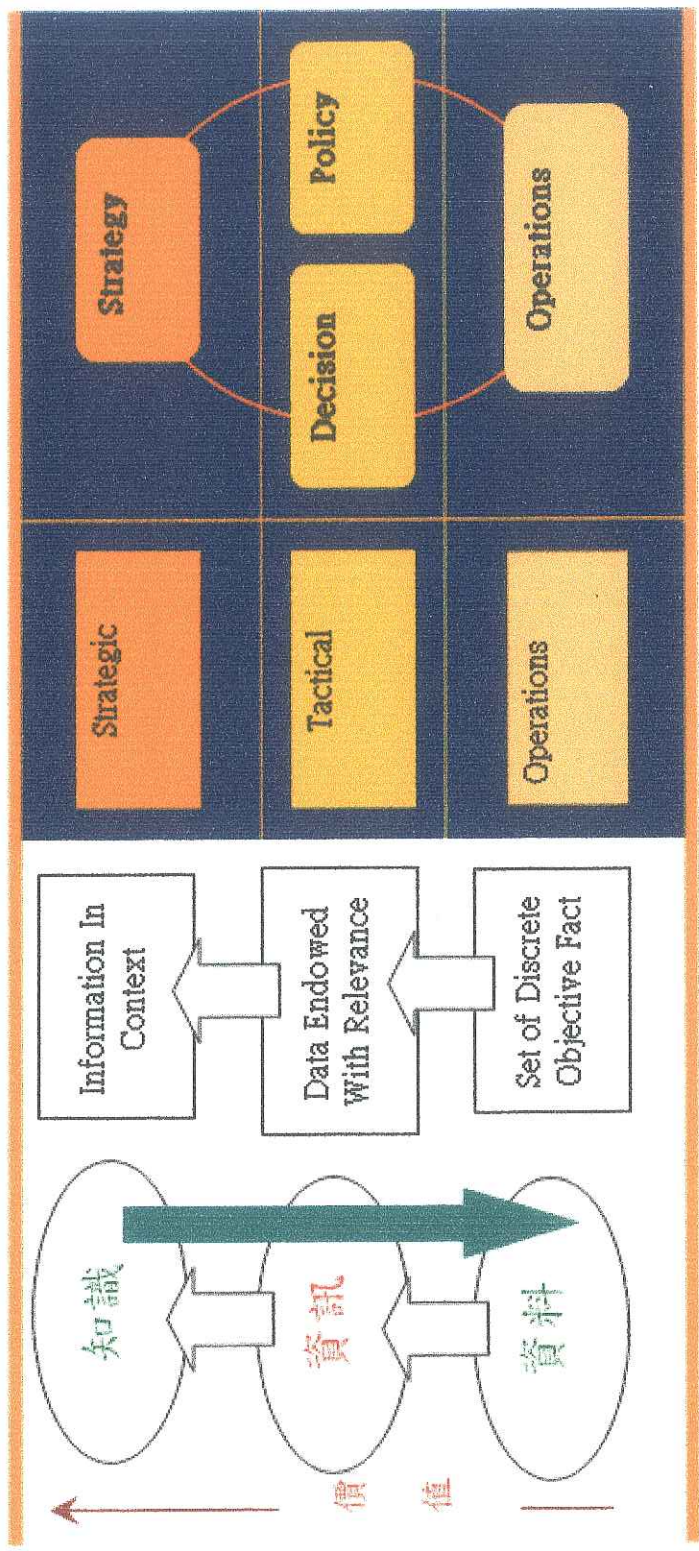 價
值
知識
資訊
資料
Information In
Context
Data Endowed
With Relevance
Set of Discrete
Objective Fact
Strategic
Tactical
Operations
Strategy
Decision
Policy
Operations